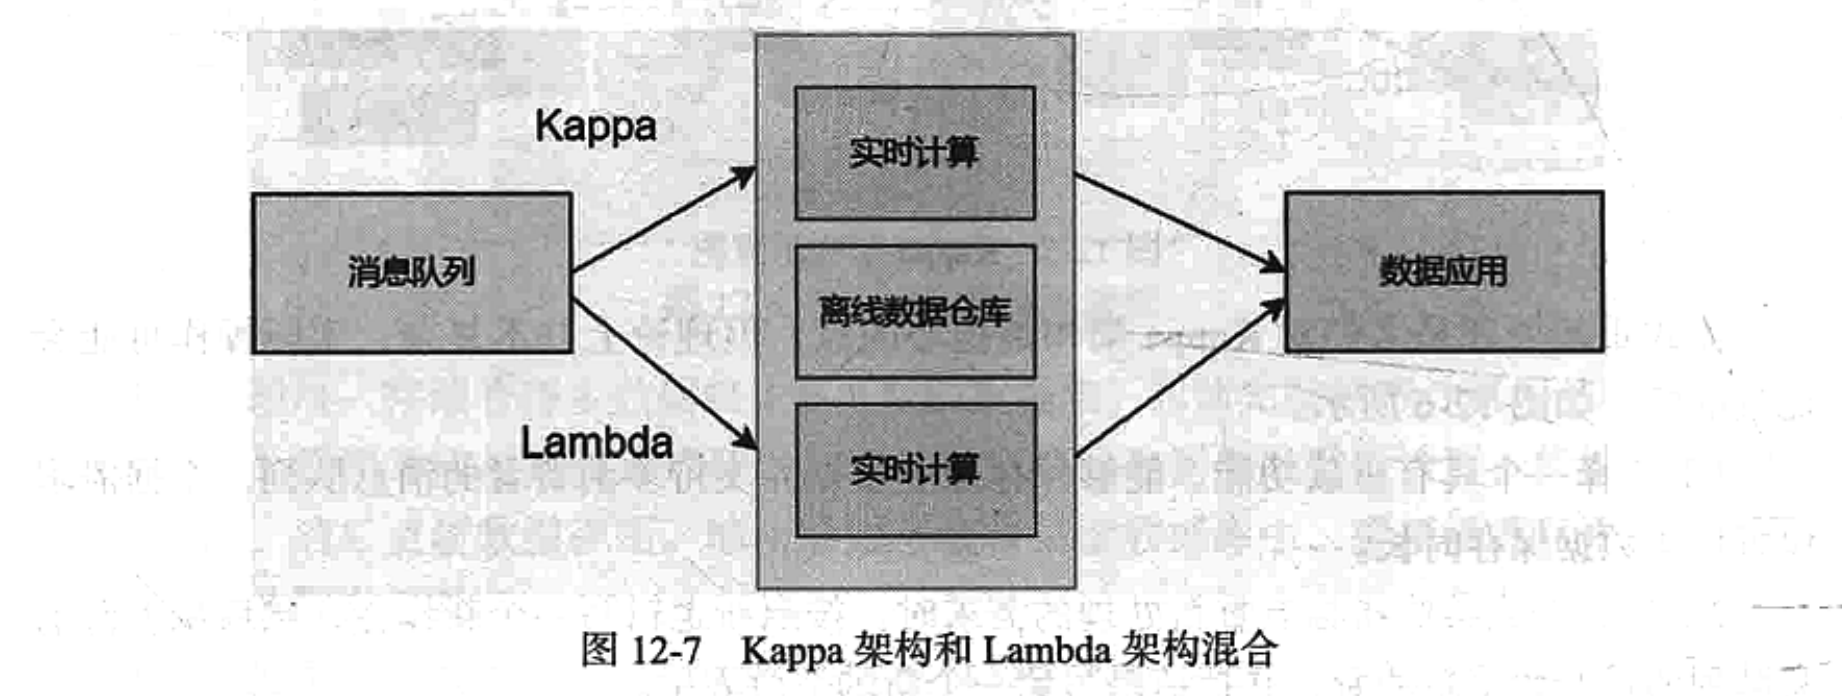 Kappa
实时计算
消息队列
离线数据仓库
数据应用
Lambda
实时计算
图 12-7 Kappa 架构和 Lambda 架构混合